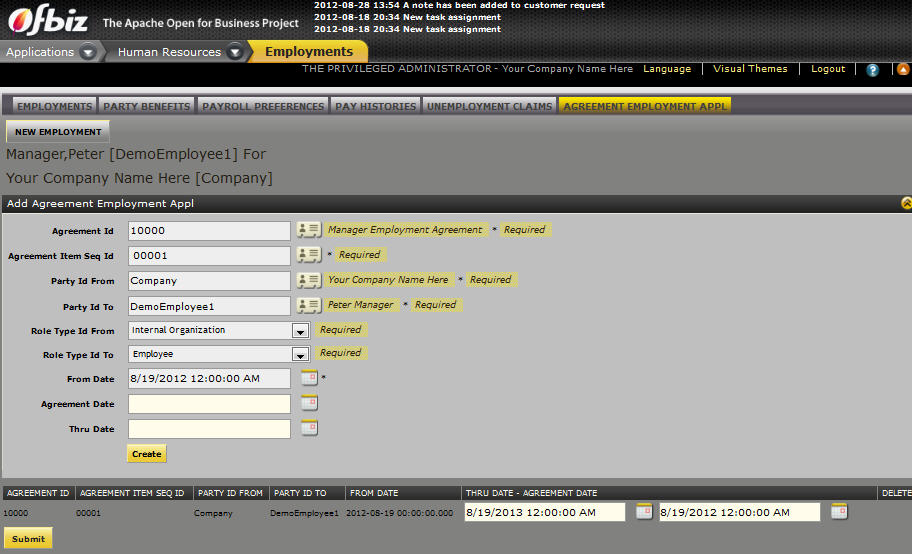 Ofbiz The Apache Open for Business Project
2012-08-28 13:54 A note has been added to customer request
2012-08-18 20:34 New task assignment
2012-08-18 20:34 New task assignment
Applications Human Resources Employments
THE PRIVILEGED ADMINISTRATOR - Your Company Name Here Language Visual Themes Logout ?
EMPLOYMENTS PARTY BENEFITS PAYROLL PREFERENCES PAY HISTORIES UNEMPLOYMENT CLAIMS AGREEMENT EMPLOYMENT APPL
NEW EMPLOYMENT
Manager,Peter [DemoEmployee1] For
Your Company Name Here [Company]
Add Agreement Employment Appl
Agreement Id 10000 Manager Employment Agreement * Required
Agreement Item Seq Id 00001 * Required
Party Id From Company Your Company Name Here * Required
Party Id To DemoEmployee1 Peter Manager * Required
Role Type Id From Internal Organization Required
Role Type Id To Employee Required
From Date 8/19/2012 12:00:00 AM *
Agreement Date
Thru Date
Create
AGREEMENT ID AGREEMENT ITEM SEQ ID PARTY ID FROM PARTY ID TO FROM DATE THRU DATE - AGREEMENT DATE DELETE
10000 00001 Company DemoEmployee1 2012-08-19 00:00:00.000 8/19/2013 12:00:00 AM 8/19/2012 12:00:00 AM
Submit